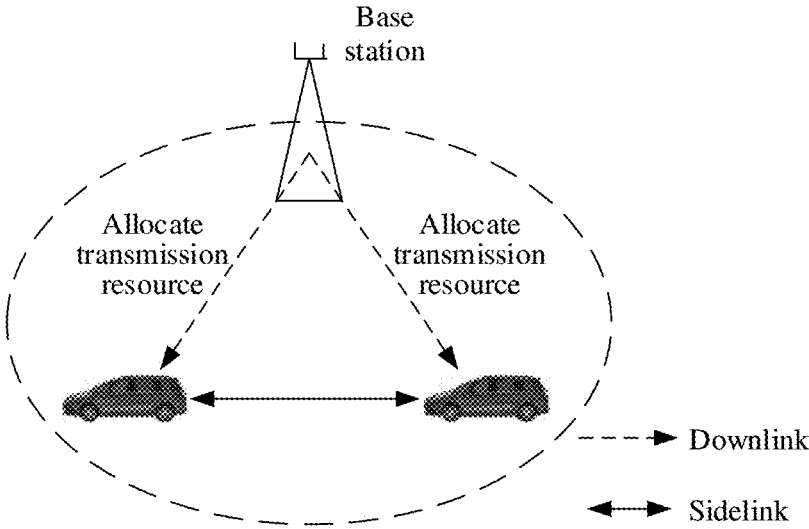 Base
station
Allocate
transmission
resource
Allocate
transmission
resource
Downlink
Sidelink